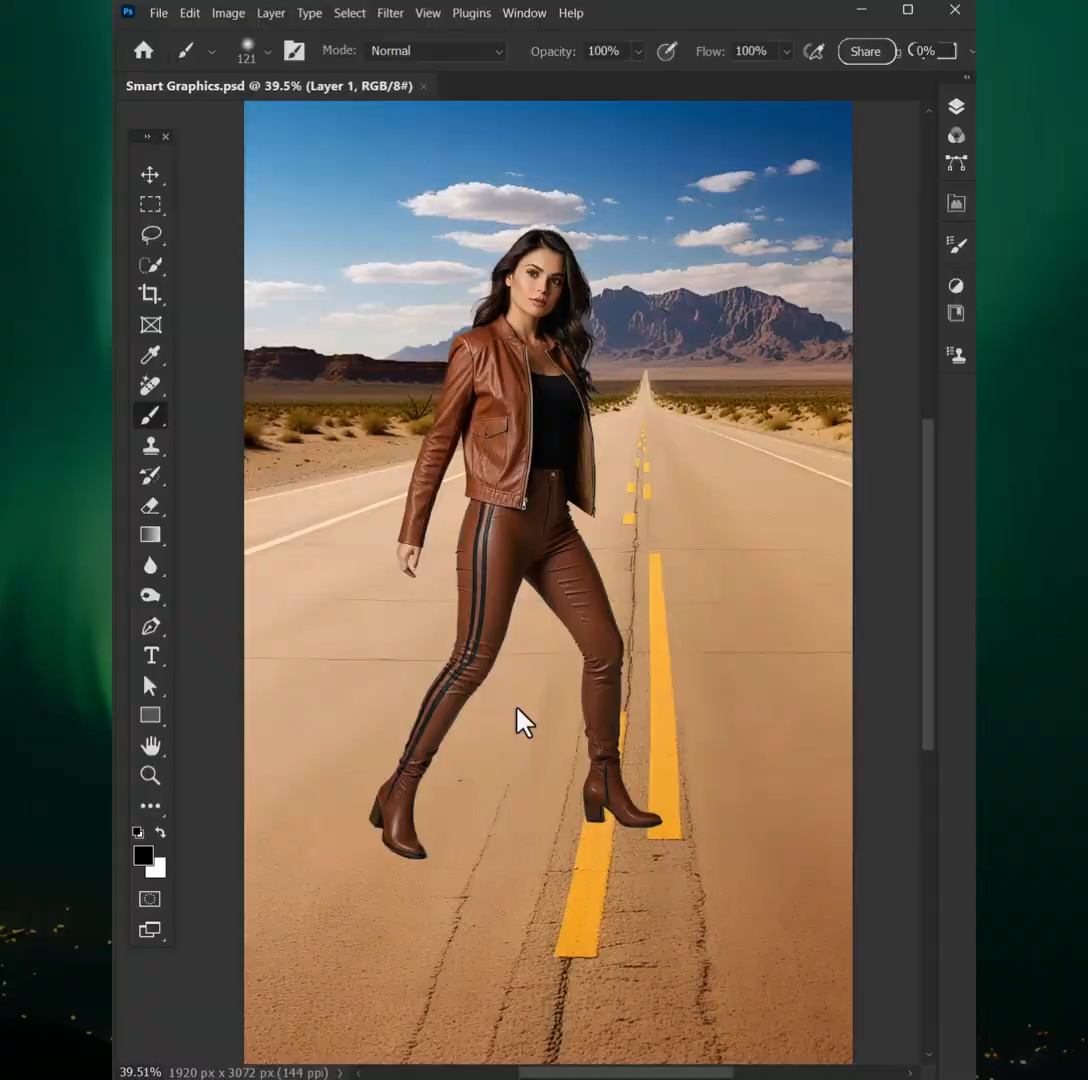 Ps File Edit Image Layer Type Select Filter View Plugins Window Help
121 Mode: Normal Opacity: 100% Flow: 100% Share 0%
Smart Graphics.psd @ 39.5% (Layer 1, RGB/8#)
T
39.51% 1920 px x 3072 px (144 ppi)